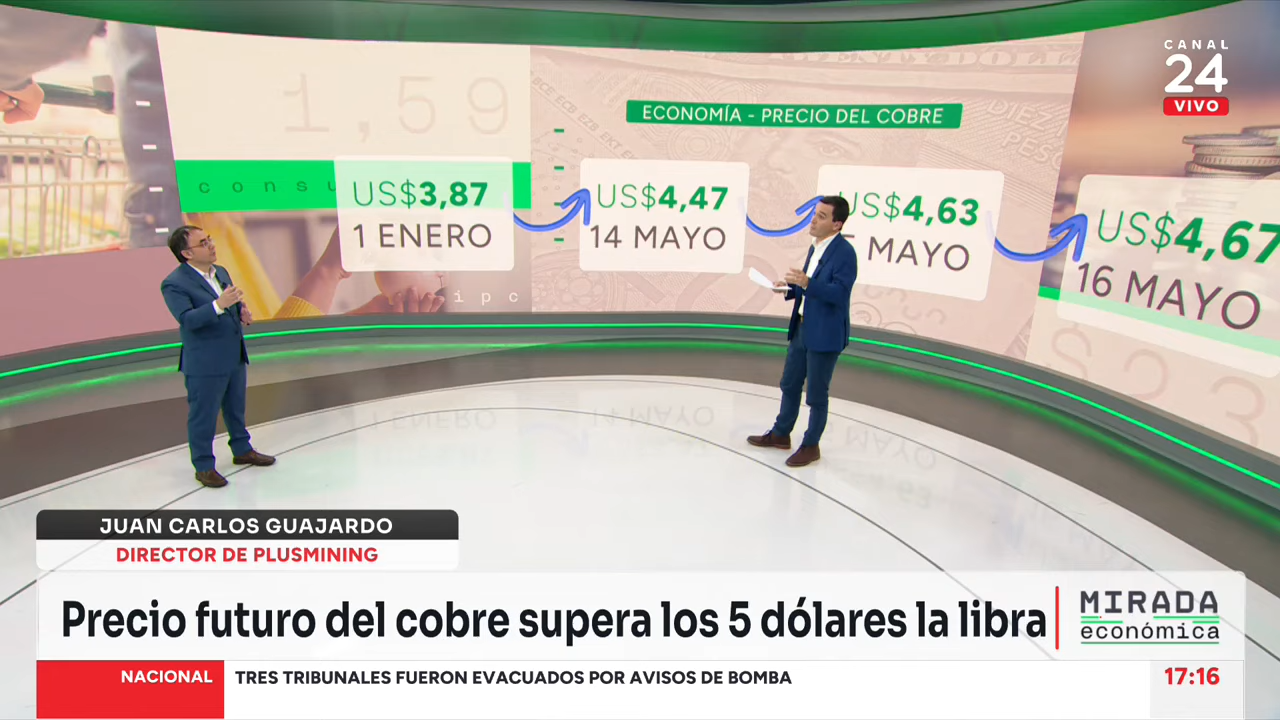 CANAL
24
VIVO
1,59
ECONOMÍA - PRECIO DEL COBRE
consu
US$3,87
1 ENERO
US$4,47
14 MAYO
US$4,63
MAYO
US$4,67
16 MAYO
ipc
JUAN CARLOS GUAJARDO
DIRECTOR DE PLUSMINING
Precio futuro del cobre supera los 5 dólares la libra
MIRADA
económica
NACIONAL
TRES TRIBUNALES FUERON EVACUADOS POR AVISOS DE BOMBA
17:16